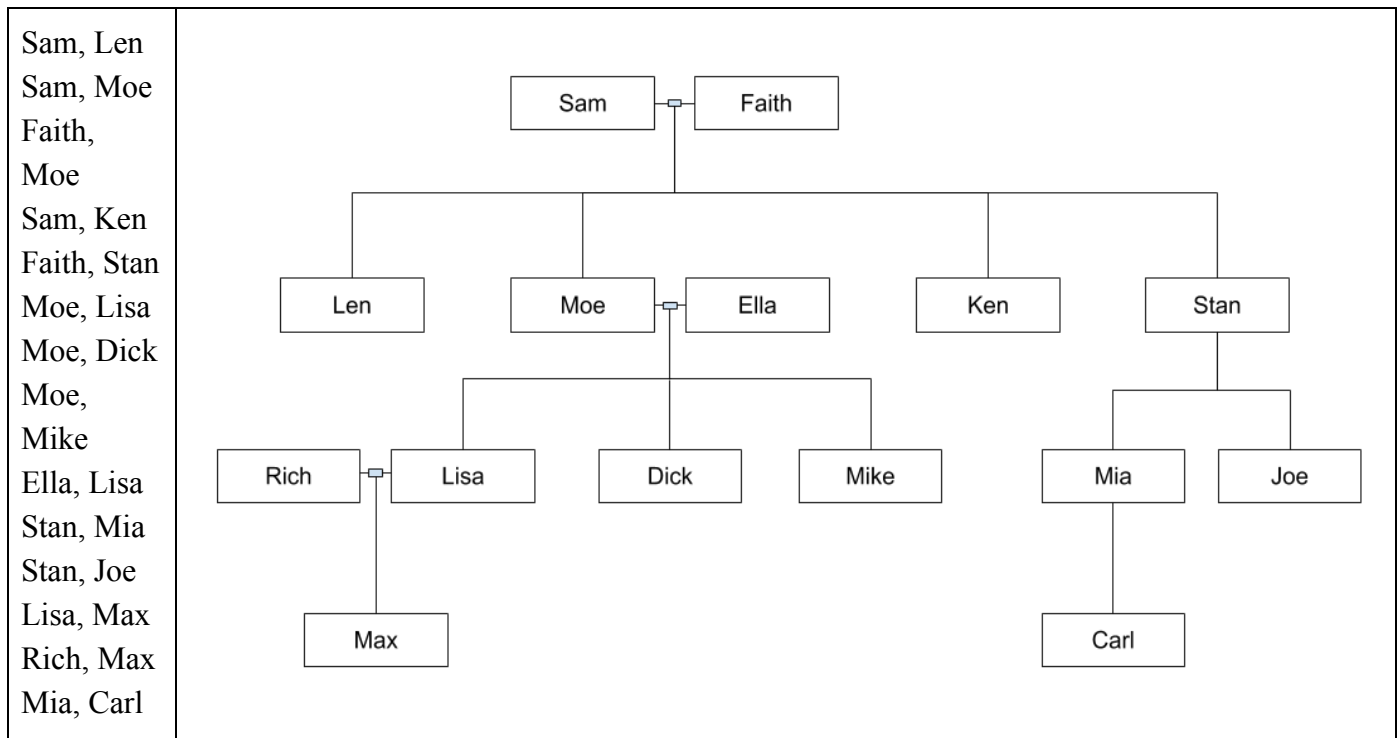 Sam, Len
Sam, Moe
Faith,
Moe
Sam, Ken
Faith, Stan
Moe, Lisa
Moe, Dick
Moe,
Mike
Ella, Lisa
Stan, Mia
Stan, Joe
Lisa, Max
Rich, Max
Mia, Carl
Sam Faith
Len Moe Ella Ken Stan
Rich Lisa Dick Mike Mia Joe
Max Carl